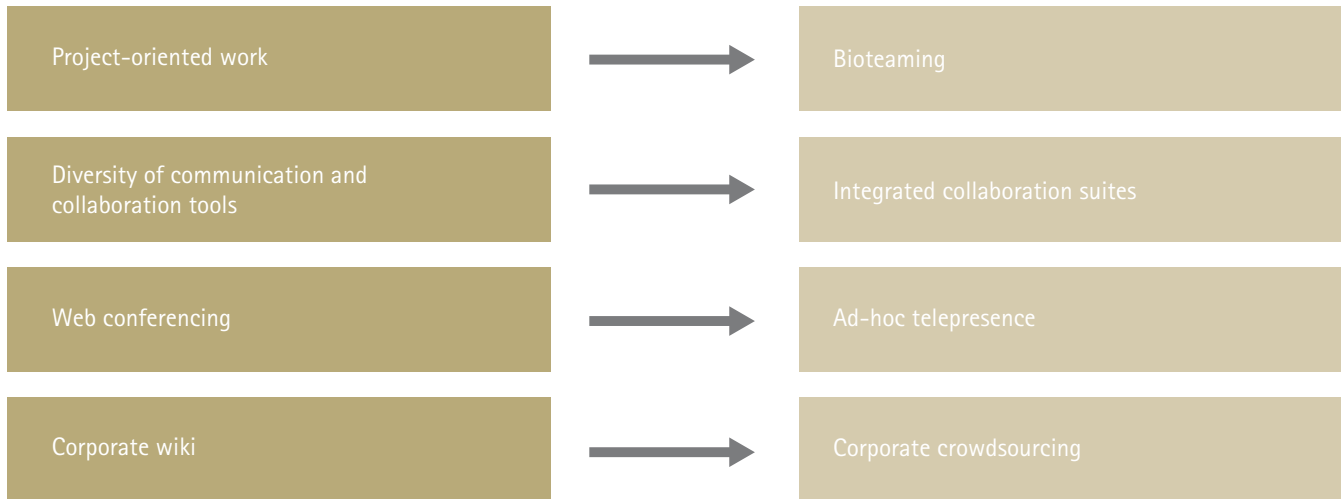 Project-oriented work
Bioteaming
Diversity of communication and
collaboration tools
Integrated collaboration suites
Web conferencing
Ad-hoc telepresence
Corporate wiki
Corporate crowdsourcing